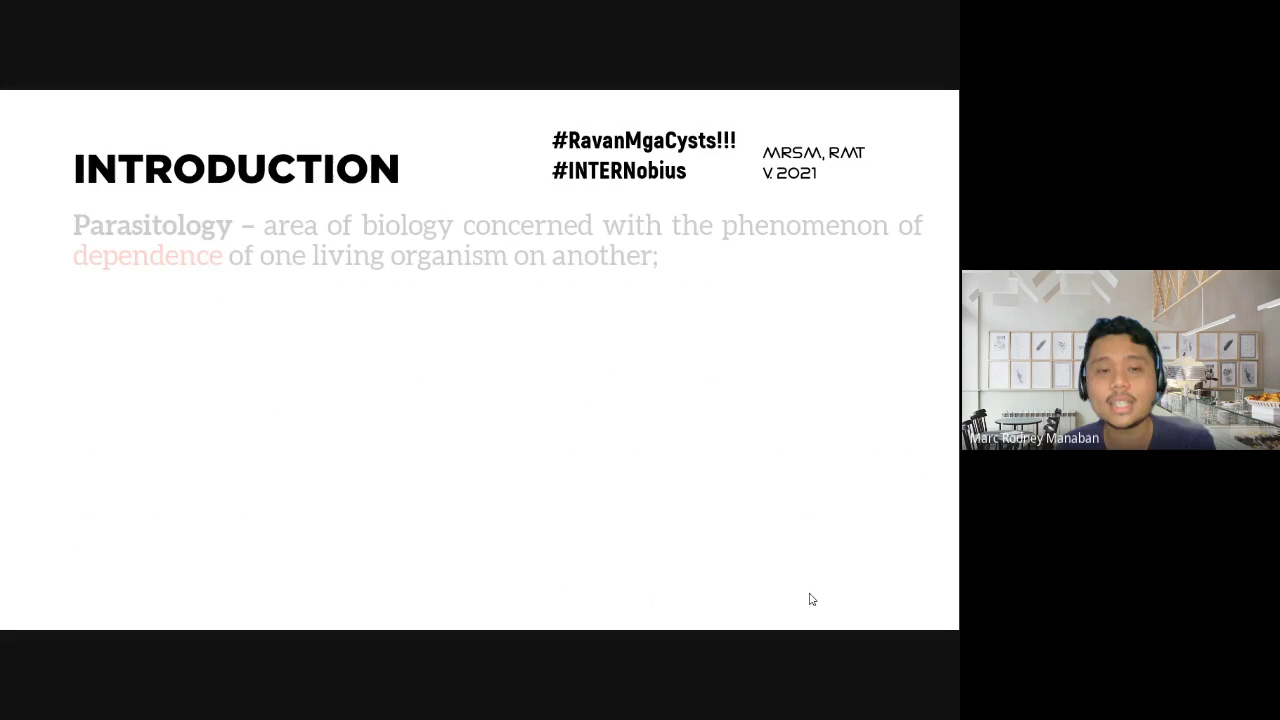 INTRODUCTION
#RavanMgaCysts!!!
#INTERNobius
MRSM, RMT
V. 2021
Parasitology – area of biology concerned with the phenomenon of
dependence of one living organism on another;
Marc Rodney Manaban